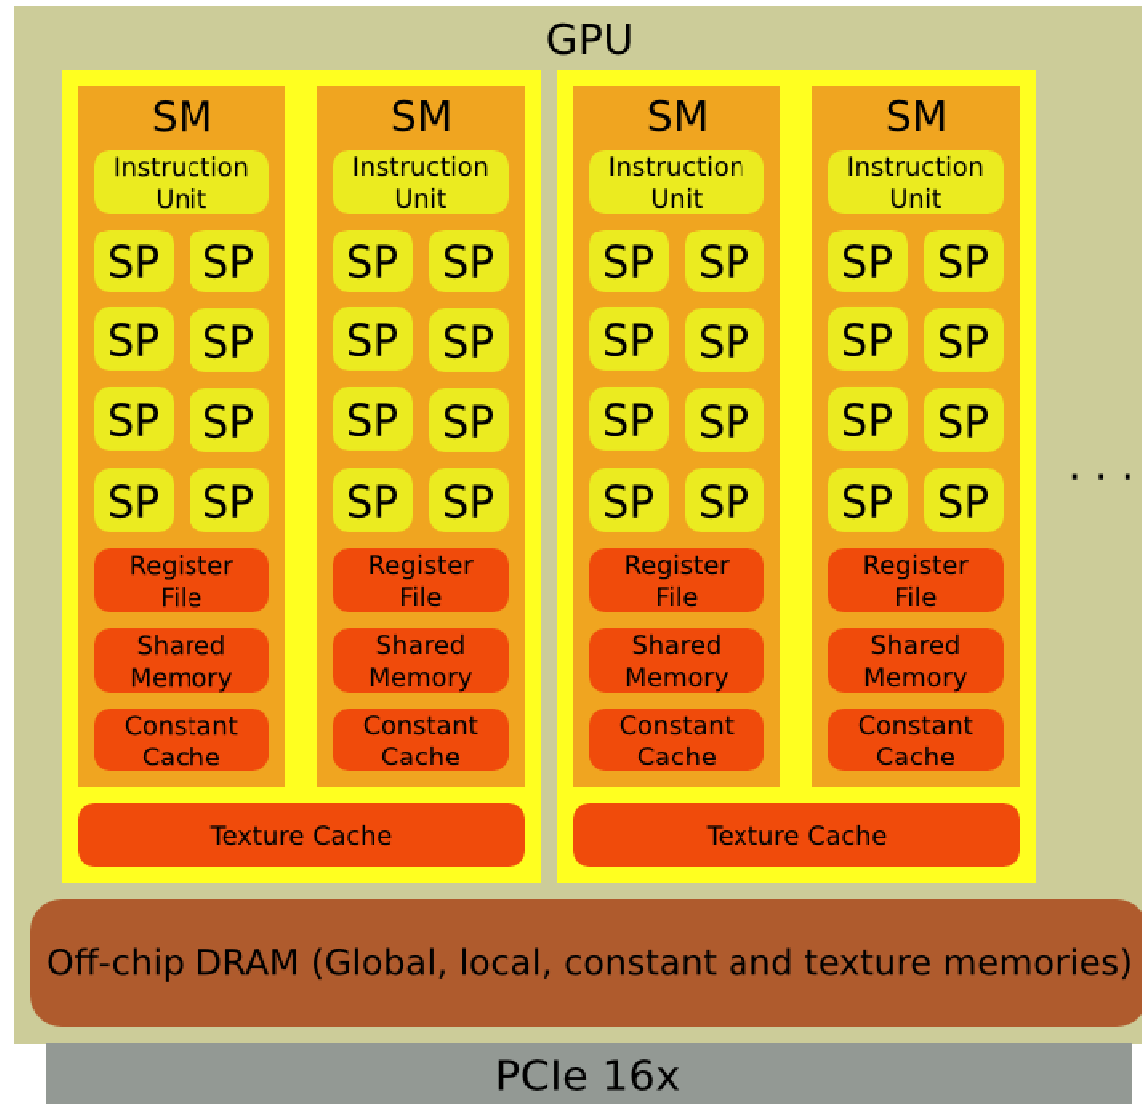 GPU
SM
Instruction
Unit
SP SP
SP SP
SP SP
SP SP
Register
File
Shared
Memory
Constant
Cache
SM
Instruction
Unit
SP SP
SP SP
SP SP
SP SP
Register
File
Shared
Memory
Constant
Cache
Texture Cache
SM
Instruction
Unit
SP SP
SP SP
SP SP
SP SP
Register
File
Shared
Memory
Constant
Cache
SM
Instruction
Unit
SP SP
SP SP
SP SP
SP SP
Register
File
Shared
Memory
Constant
Cache
Texture Cache
. . .
Off-chip DRAM (Global, local, constant and texture memories)
PCIe 16x